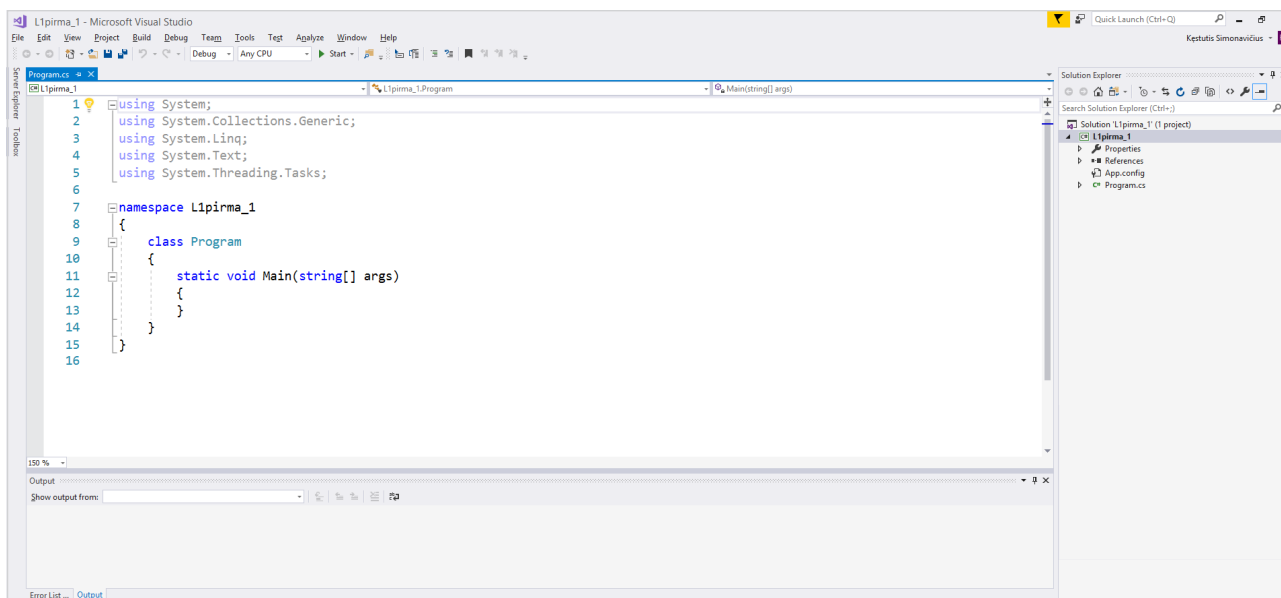 L1pirma_1 - Microsoft Visual Studio
Quick Launch (Ctrl+Q)
File Edit View Project Build Debug Team Tools Test Analyze Window Help
Kęstutis Simonavičius
Debug Any CPU Start
Server Explorer
Toolbox
Program.cs
L1pirma_1 L1pirma_1.Program Main(string[] args)
1 using System;
2 using System.Collections.Generic;
3 using System.Linq;
4 using System.Text;
5 using System.Threading.Tasks;
6
7 namespace L1pirma_1
8 {
9 class Program
10 {
11 static void Main(string[] args)
12 {
13 }
14 }
15 }
16
150 %
Output
Show output from:
Error List ... Output
Solution Explorer
Search Solution Explorer (Ctrl+;)
Solution 'L1pirma_1' (1 project)
C# L1pirma_1
Properties
References
App.config
C# Program.cs